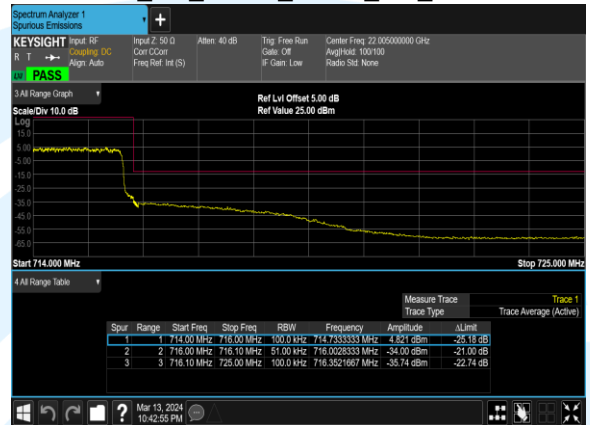 Spectrum Analyzer 1
Spurious Emissions
KEYSIGHT Input: RF Input Z: 50 Ω Atten: 40 dB Trig: Free Run Center Freq: 22.005000000 GHz
R T Coupling: DC Corr CCorr Gate: Off Avg|Hold: 100/100
Align: Auto Freq Ref: Int (S) IF Gain: Low Radio Std: None
PASS
3 All Range Graph
Ref Lvl Offset 5.00 dB
Scale/Div 10.0 dB Ref Value 25.00 dBm
Log
15.0
5.00
-5.00
-15.0
-25.0
-35.0
-45.0
-55.0
-65.0
Start 714.000 MHz Stop 725.000 MHz
4 All Range Table
Measure Trace Trace 1
Trace Type Trace Average (Active)
Spur Range Start Freq Stop Freq RBW Frequency Amplitude ΔLimit
1 1 714.00 MHz 716.00 MHz 100.0 kHz 714.7333333 MHz 4.821 dBm -25.18 dB
2 2 716.00 MHz 716.10 MHz 51.00 kHz 716.0028333 MHz -34.00 dBm -21.00 dB
3 3 716.10 MHz 725.00 MHz 100.0 kHz 716.3521667 MHz -35.74 dBm -22.74 dB
? Mar 13, 2024
10:42:55 PM